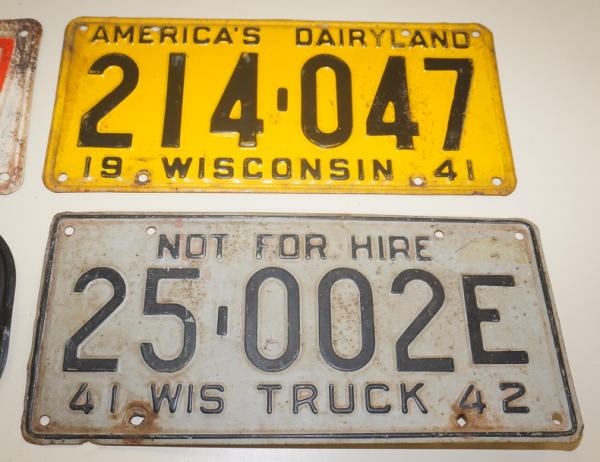 AMERICA'S DAIRYLAND
214-047
19 WISCONSIN 41
NOT FOR HIRE
25-002E
41 WIS TRUCK 42